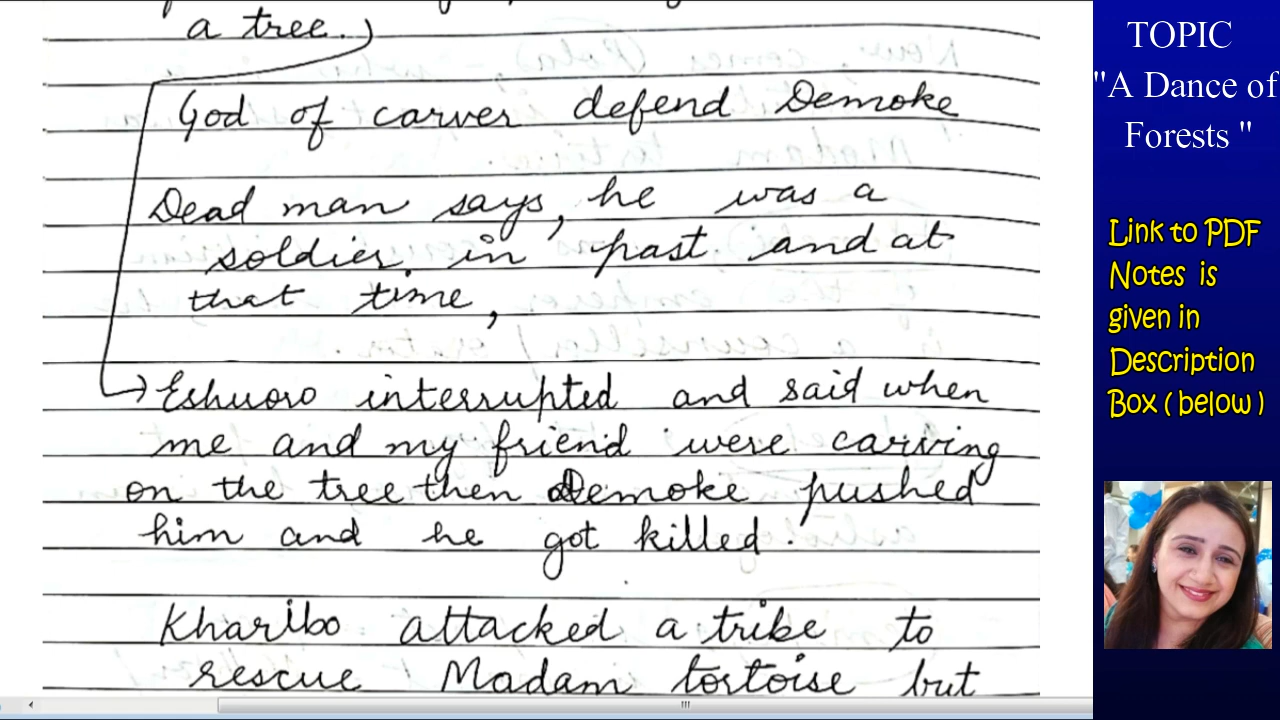 a tree.)
God of carver defend Demoke
Dead man says, he was a
soldier in past and at
that time,
→ Eshuoro interrupted and said when
me and my friend were carving
on the tree then Demoke pushed
him and he got killed.
Kharibo attacked a tribe to
rescue Madam tortoise but
TOPIC
"A Dance of
Forests "
Link to PDF
Notes is
given in
Description
Box ( below )